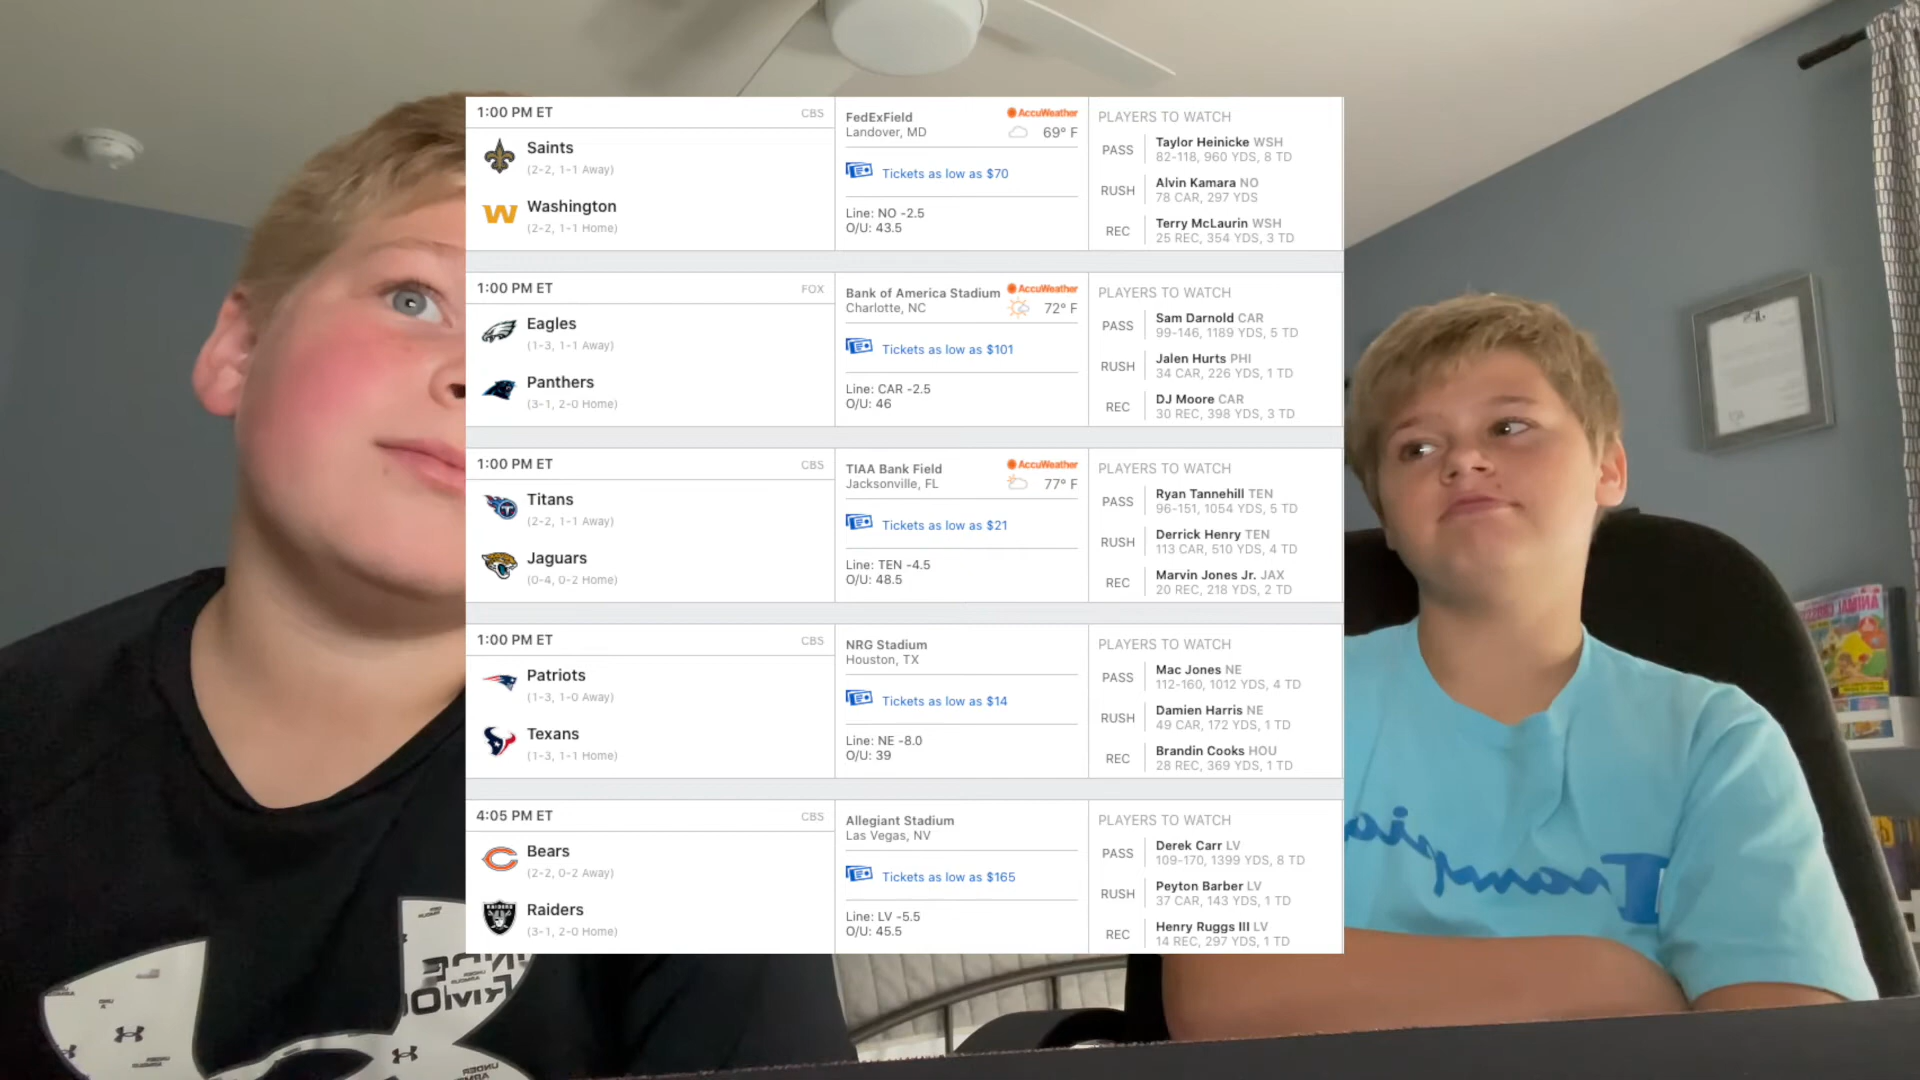 1:00 PM ET
CBS
Saints
(2-2, 1-1 Away)
Washington
(2-2, 1-1 Home)
FedExField
AccuWeather
Landover, MD
69° F
Tickets as low as $70
Line: NO -2.5
O/U: 43.5
PLAYERS TO WATCH
PASS
Taylor Heinicke WSH
82-118, 960 YDS, 8 TD
RUSH
Alvin Kamara NO
78 CAR, 297 YDS
REC
Terry McLaurin WSH
25 REC, 354 YDS, 3 TD
1:00 PM ET
FOX
Eagles
(1-3, 1-1 Away)
Panthers
(3-1, 2-0 Home)
Bank of America Stadium
AccuWeather
Charlotte, NC
72° F
Tickets as low as $101
Line: CAR -2.5
O/U: 46
PLAYERS TO WATCH
PASS
Sam Darnold CAR
99-146, 1189 YDS, 5 TD
RUSH
Jalen Hurts PHI
34 CAR, 226 YDS, 1 TD
REC
DJ Moore CAR
30 REC, 398 YDS, 3 TD
1:00 PM ET
CBS
Titans
(2-2, 1-1 Away)
Jaguars
(0-4, 0-2 Home)
TIAA Bank Field
AccuWeather
Jacksonville, FL
77° F
Tickets as low as $21
Line: TEN -4.5
O/U: 48.5
PLAYERS TO WATCH
PASS
Ryan Tannehill TEN
96-151, 1054 YDS, 5 TD
RUSH
Derrick Henry TEN
113 CAR, 510 YDS, 4 TD
REC
Marvin Jones Jr. JAX
20 REC, 218 YDS, 2 TD
1:00 PM ET
CBS
Patriots
(1-3, 1-0 Away)
Texans
(1-3, 1-1 Home)
NRG Stadium
Houston, TX
Tickets as low as $14
Line: NE -8.0
O/U: 39
PLAYERS TO WATCH
PASS
Mac Jones NE
112-160, 1012 YDS, 4 TD
RUSH
Damien Harris NE
49 CAR, 172 YDS, 1 TD
REC
Brandin Cooks HOU
28 REC, 369 YDS, 1 TD
4:05 PM ET
CBS
Bears
(2-2, 0-2 Away)
Raiders
(3-1, 2-0 Home)
Allegiant Stadium
Las Vegas, NV
Tickets as low as $165
Line: LV -5.5
O/U: 45.5
PLAYERS TO WATCH
PASS
Derek Carr LV
109-170, 1399 YDS, 8 TD
RUSH
Peyton Barber LV
37 CAR, 143 YDS, 1 TD
REC
Henry Ruggs III LV
14 REC, 297 YDS, 1 TD
ANIMAL CROSS